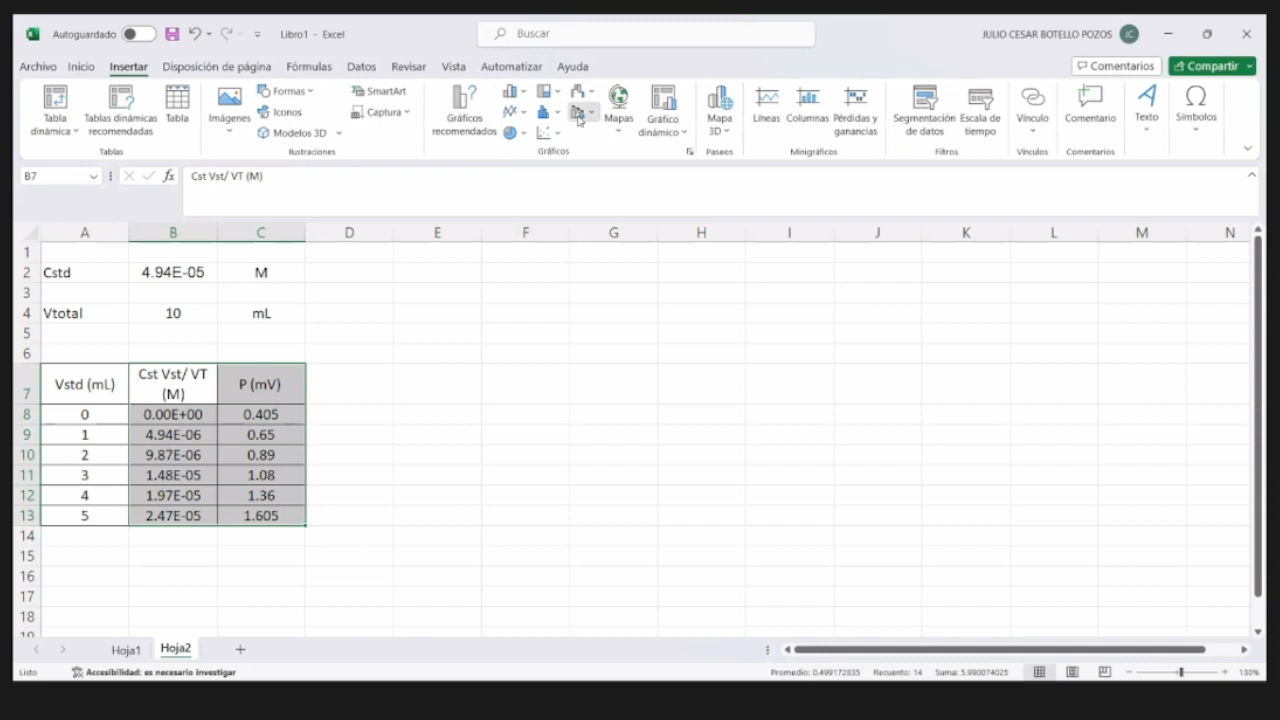 Autoguardado
Libro1 - Excel
Buscar
JULIO CESAR BOTELLO POZOS
JC
Archivo Inicio Insertar Disposición de página Fórmulas Datos Revisar Vista Automatizar Ayuda
Comentarios Compartir
Tabla dinámica
Tablas dinámicas recomendadas
Tabla
Tablas
Imágenes
Formas
Iconos
Modelos 3D
SmartArt
Captura
Ilustraciones
Gráficos recomendados
Mapas
Gráfico dinámico
Gráficos
Mapa 3D
Paseos
Líneas
Columnas
Pérdidas y ganancias
Minigráficos
Segmentación de datos
Escala de tiempo
Filtros
Vínculo
Vínculos
Comentario
Comentarios
Texto
Símbolos
B7
fx
Cst Vst/ VT (M)
A B C D E F G H I J K L M N
1
2 Cstd 4.94E-05 M
3
4 Vtotal 10 mL
5
6
7 Vstd (mL) Cst Vst/ VT (M) P (mV)
8 0 0.00E+00 0.405
9 1 4.94E-06 0.65
10 2 9.87E-06 0.89
11 3 1.48E-05 1.08
12 4 1.97E-05 1.36
13 5 2.47E-05 1.605
14
15
16
17
18
19
Hoja1 Hoja2
Listo
Accesibilidad: es necesario investigar
Promedio: 0.499172835 Recuento: 14 Suma: 5.990074025
130%